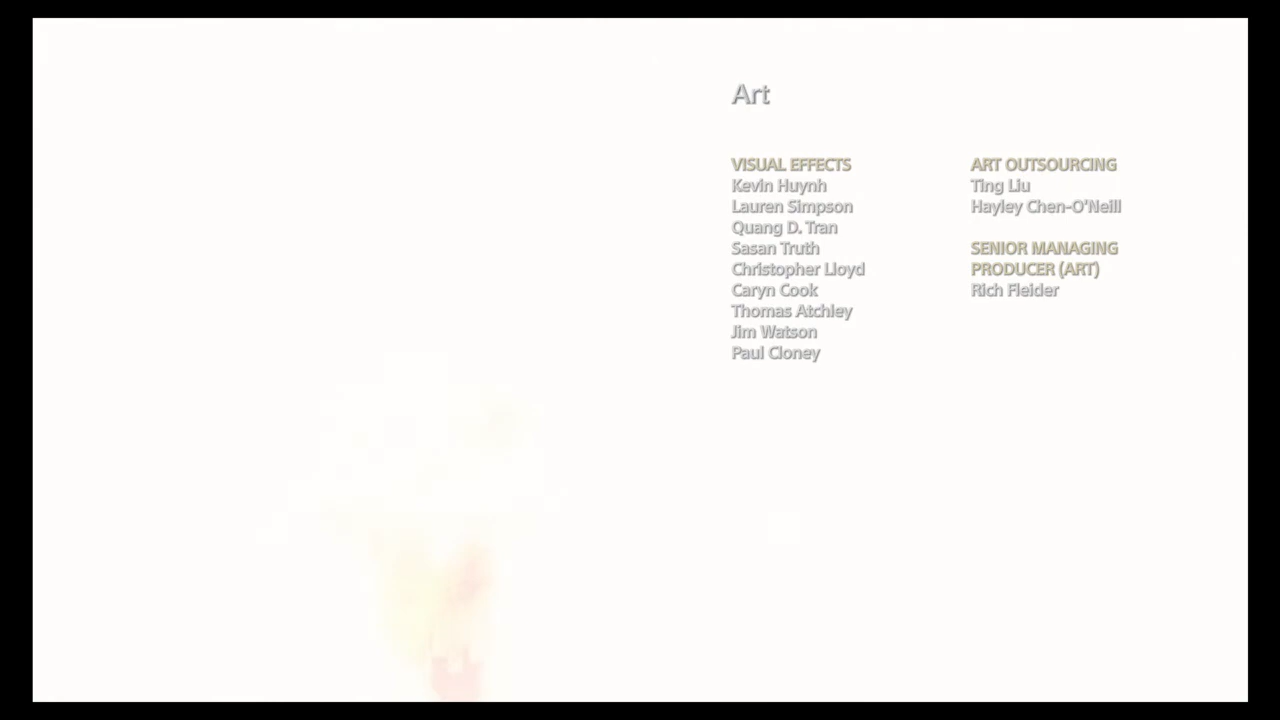 Art
VISUAL EFFECTS
Kevin Huynh
Lauren Simpson
Quang D. Tran
Sasan Truth
Christopher Lloyd
Caryn Cook
Thomas Atchley
Jim Watson
Paul Cloney
ART OUTSOURCING
Ting Liu
Hayley Chen-O'Neill
SENIOR MANAGING
PRODUCER (ART)
Rich Fleider